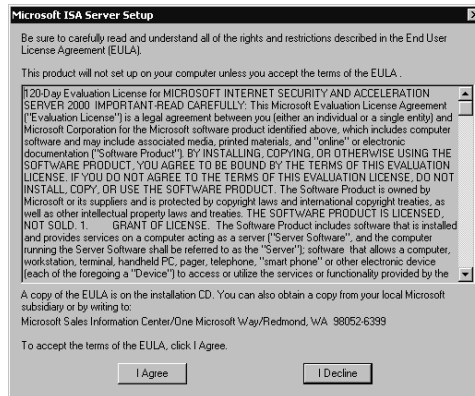 Microsoft ISA Server Setup
Be sure to carefully read and understand all of the rights and restrictions described in the End User
License Agreement (EULA).
This product will not set up on your computer unless you accept the terms of the EULA .
120-Day Evaluation License for MICROSOFT INTERNET SECURITY AND ACCELERATION
SERVER 2000  IMPORTANT-READ CAREFULLY: This Microsoft Evaluation License Agreement
("Evaluation License") is a legal agreement between you (either an individual or a single entity) and
Microsoft Corporation for the Microsoft software product identified above, which includes computer
software and may include associated media, printed materials, and "online" or electronic
documentation ("Software Product"). BY INSTALLING, COPYING, OR OTHERWISE USING THE
SOFTWARE PRODUCT, YOU AGREE TO BE BOUND BY THE TERMS OF THIS EVALUATION
LICENSE. IF YOU DO NOT AGREE TO THE TERMS OF THIS EVALUATION LICENSE, DO NOT
INSTALL, COPY, OR USE THE SOFTWARE PRODUCT. The Software Product is owned by
Microsoft or its suppliers and is protected by copyright laws and international copyright treaties, as
well as other intellectual property laws and treaties. THE SOFTWARE PRODUCT IS LICENSED,
NOT SOLD. 1. GRANT OF LICENSE. The Software Product includes software that is installed
and provides services on a computer acting as a server ("Server Software", and the computer
running the Server Software shall be referred to as the "Server"); software that allows a computer,
workstation, terminal, handheld PC, pager, telephone, "smart phone" or other electronic device
(each of the foregoing a "Device") to access or utilize the services or functionality provided by the
A copy of the EULA is on the installation CD. You can also obtain a copy from your local Microsoft
subsidiary or by writing to:
Microsoft Sales Information Center/One Microsoft Way/Redmond, WA 98052-6399
To accept the terms of the EULA, click I Agree.
I Agree
I Decline